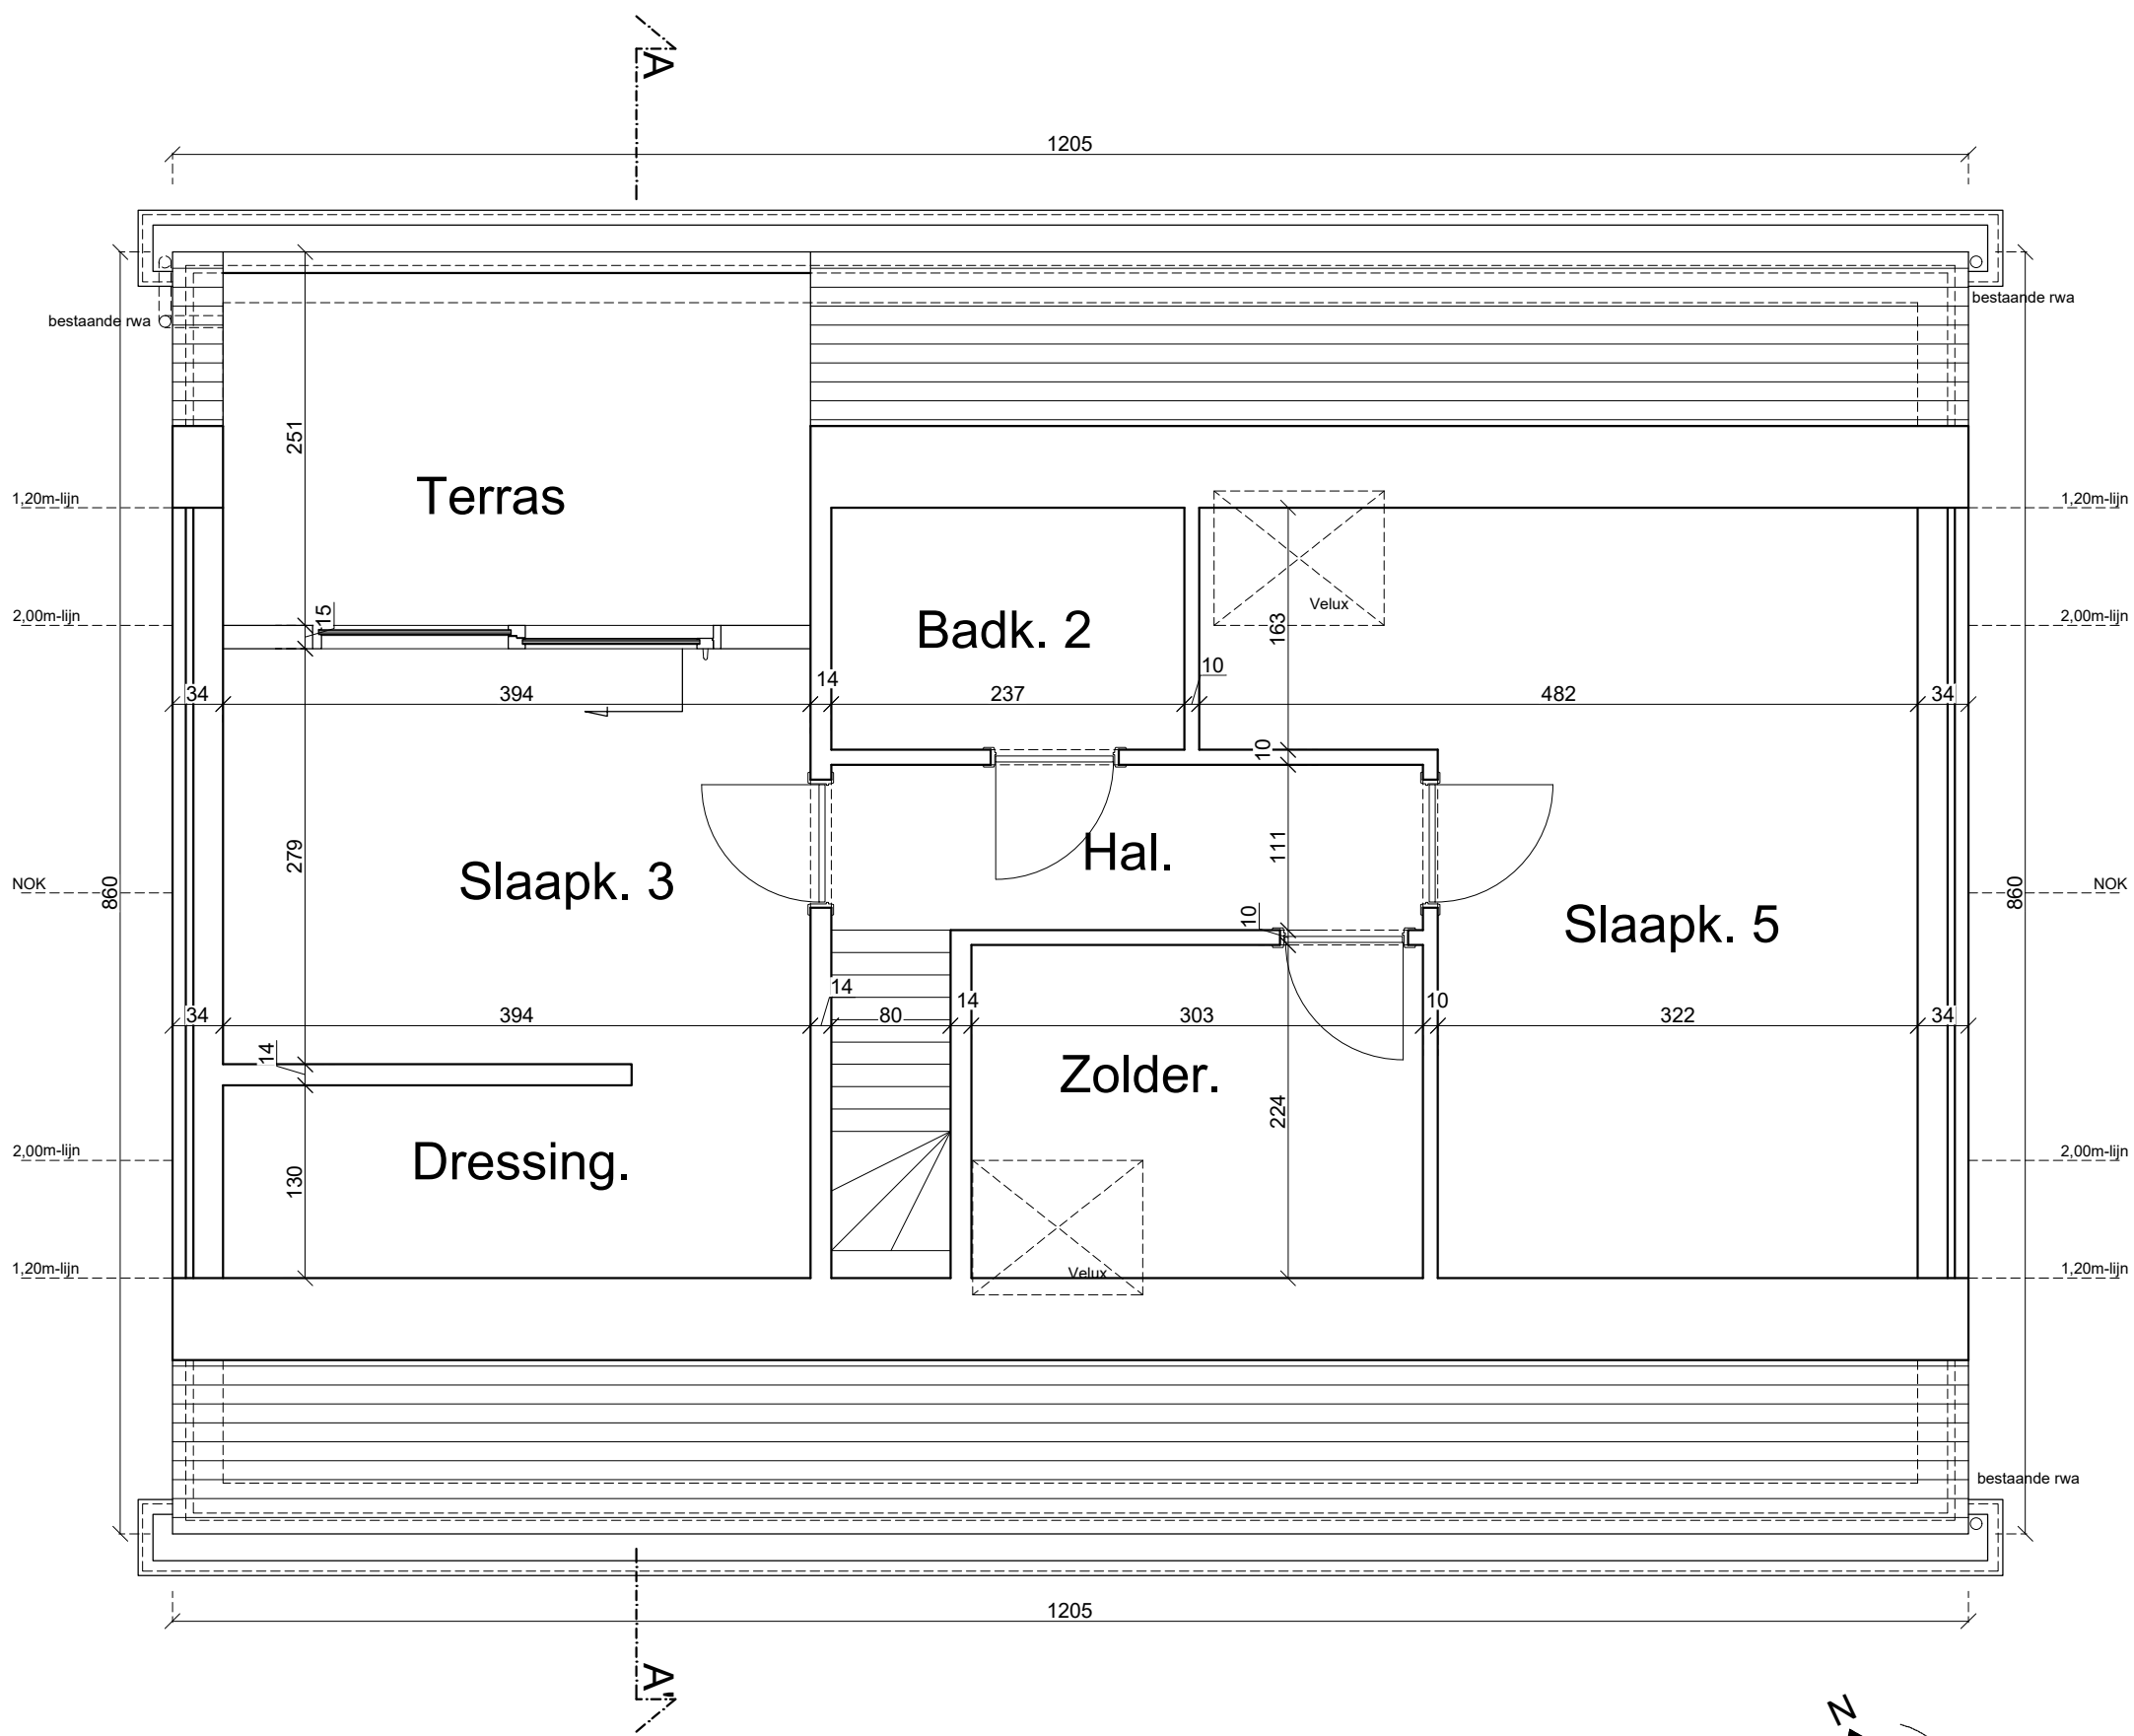 A
1205
bestaande rwa
bestaande rwa
251
Terras
1,20m-lijn
1,20m-lijn
Velux
2,00m-lijn
15
Badk. 2
163
2,00m-lijn
34
394
14
237
10
482
34
10
279
Hal.
111
NOK
860
Slaapk. 3
860
NOK
10
Slaapk. 5
34
394
14
80
14
303
10
322
34
14
Zolder.
224
2,00m-lijn
130
Dressing.
2,00m-lijn
1,20m-lijn
Velux
1,20m-lijn
bestaande rwa
1205
A'
N